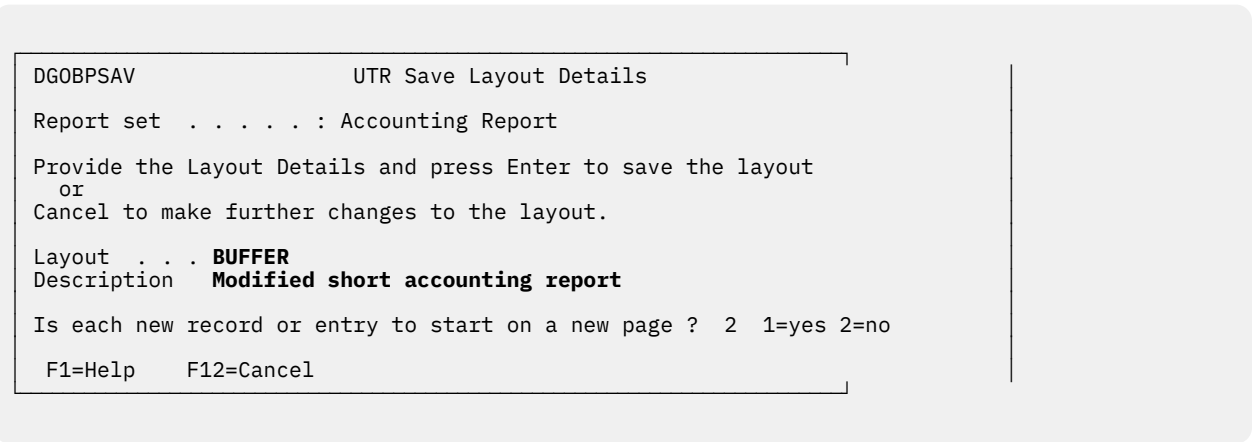 DGOBPSAV UTR Save Layout Details
Report set . . . . . : Accounting Report
Provide the Layout Details and press Enter to save the layout
or
Cancel to make further changes to the layout.
Layout . . . BUFFER
Description Modified short accounting report
Is each new record or entry to start on a new page ? 2 1=yes 2=no
F1=Help F12=Cancel